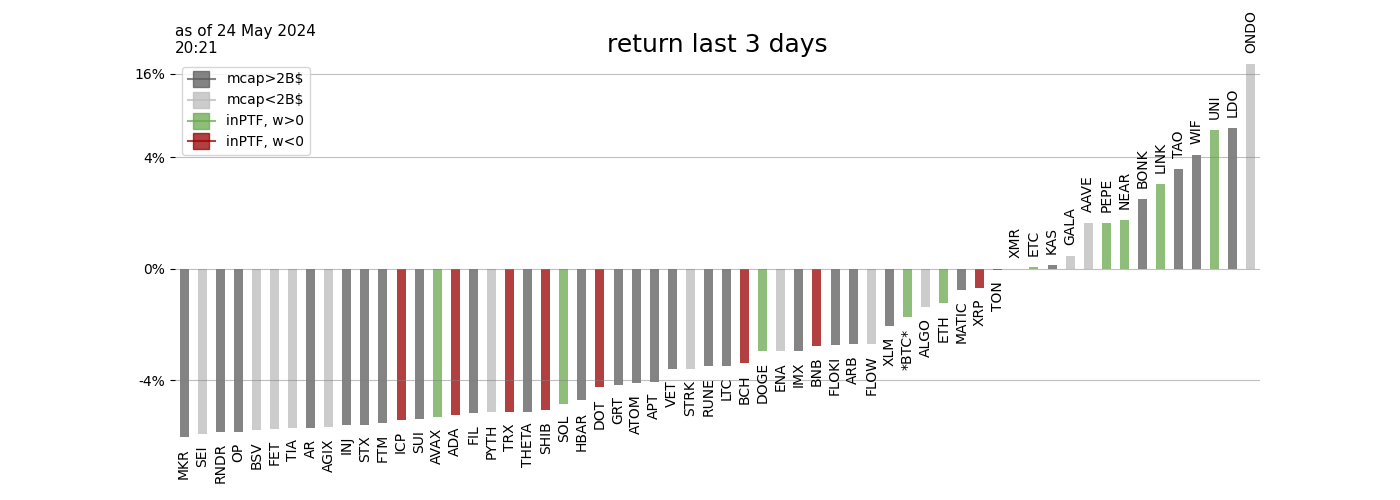 as of 24 May 2024
20:21
return last 3 days
mcap>2B$
mcap<2B$
inPTF, w>0
inPTF, w<0
16%
4%
0%
-4%
MKR
SEI
RNDR
OP
BSV
FET
TIA
AR
AGIX
INJ
STX
FTM
ICP
SUI
AVAX
ADA
FIL
PYTH
TRX
THETA
SHIB
SOL
HBAR
DOT
GRT
ATOM
APT
VET
STRK
RUNE
LTC
BCH
DOGE
ENA
IMX
BNB
FLOKI
ARB
FLOW
XLM
*BTC*
ALGO
ETH
MATIC
XRP
TON
XMR
ETC
KAS
GALA
AAVE
PEPE
NEAR
BONK
LINK
TAO
WIF
UNI
LDO
ONDO